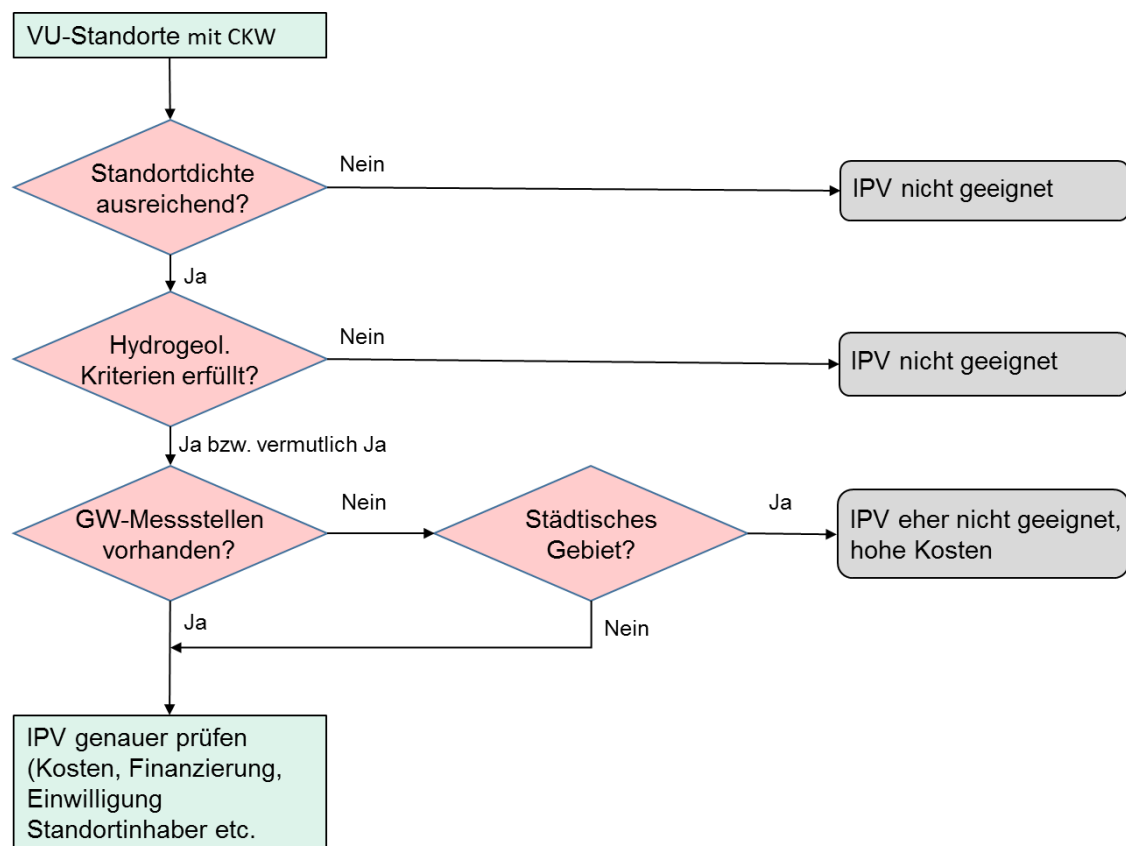 VU-Standorte mit CKW
Standortdichte
ausreichend?
Nein
IPV nicht geeignet
Ja
Hydrogeol.
Kriterien erfüllt?
Nein
IPV nicht geeignet
Ja bzw. vermutlich Ja
GW-Messstellen
vorhanden?
Nein
Städtisches
Gebiet?
Ja
IPV eher nicht geeignet,
hohe Kosten
Ja
Nein
IPV genauer prüfen
(Kosten, Finanzierung,
Einwilligung
Standortinhaber etc.